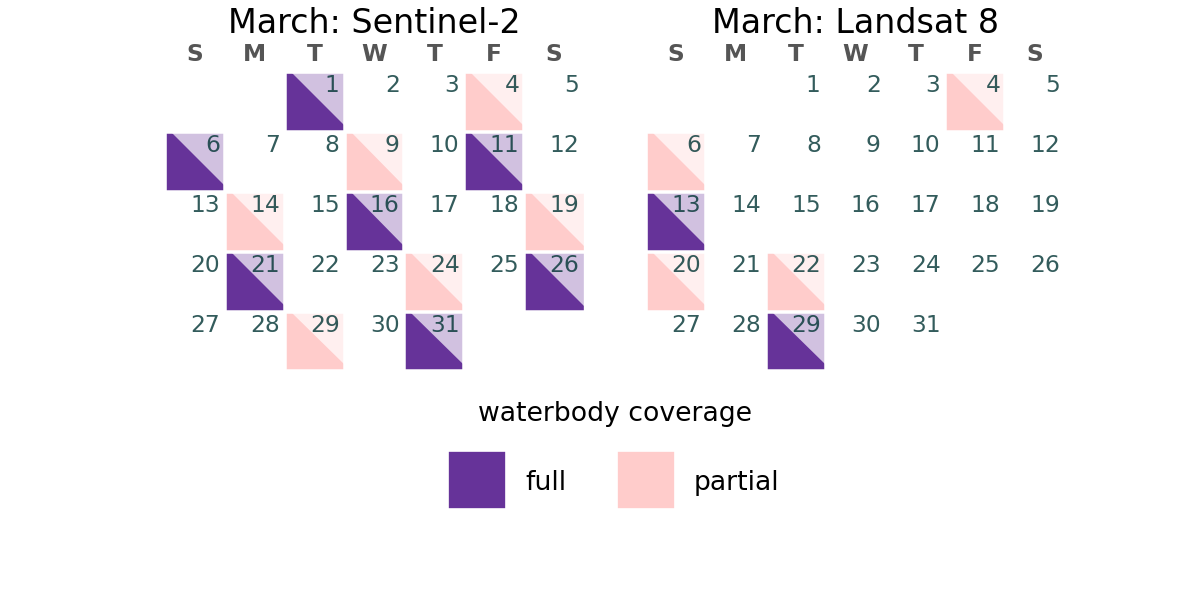 March: Sentinel-2
S M T W T F S
1 2 3 4 5
6 7 8 9 10 11 12
13 14 15 16 17 18 19
20 21 22 23 24 25 26
27 28 29 30 31
March: Landsat 8
S M T W T F S
1 2 3 4 5
6 7 8 9 10 11 12
13 14 15 16 17 18 19
20 21 22 23 24 25 26
27 28 29 30 31
waterbody coverage
full
partial